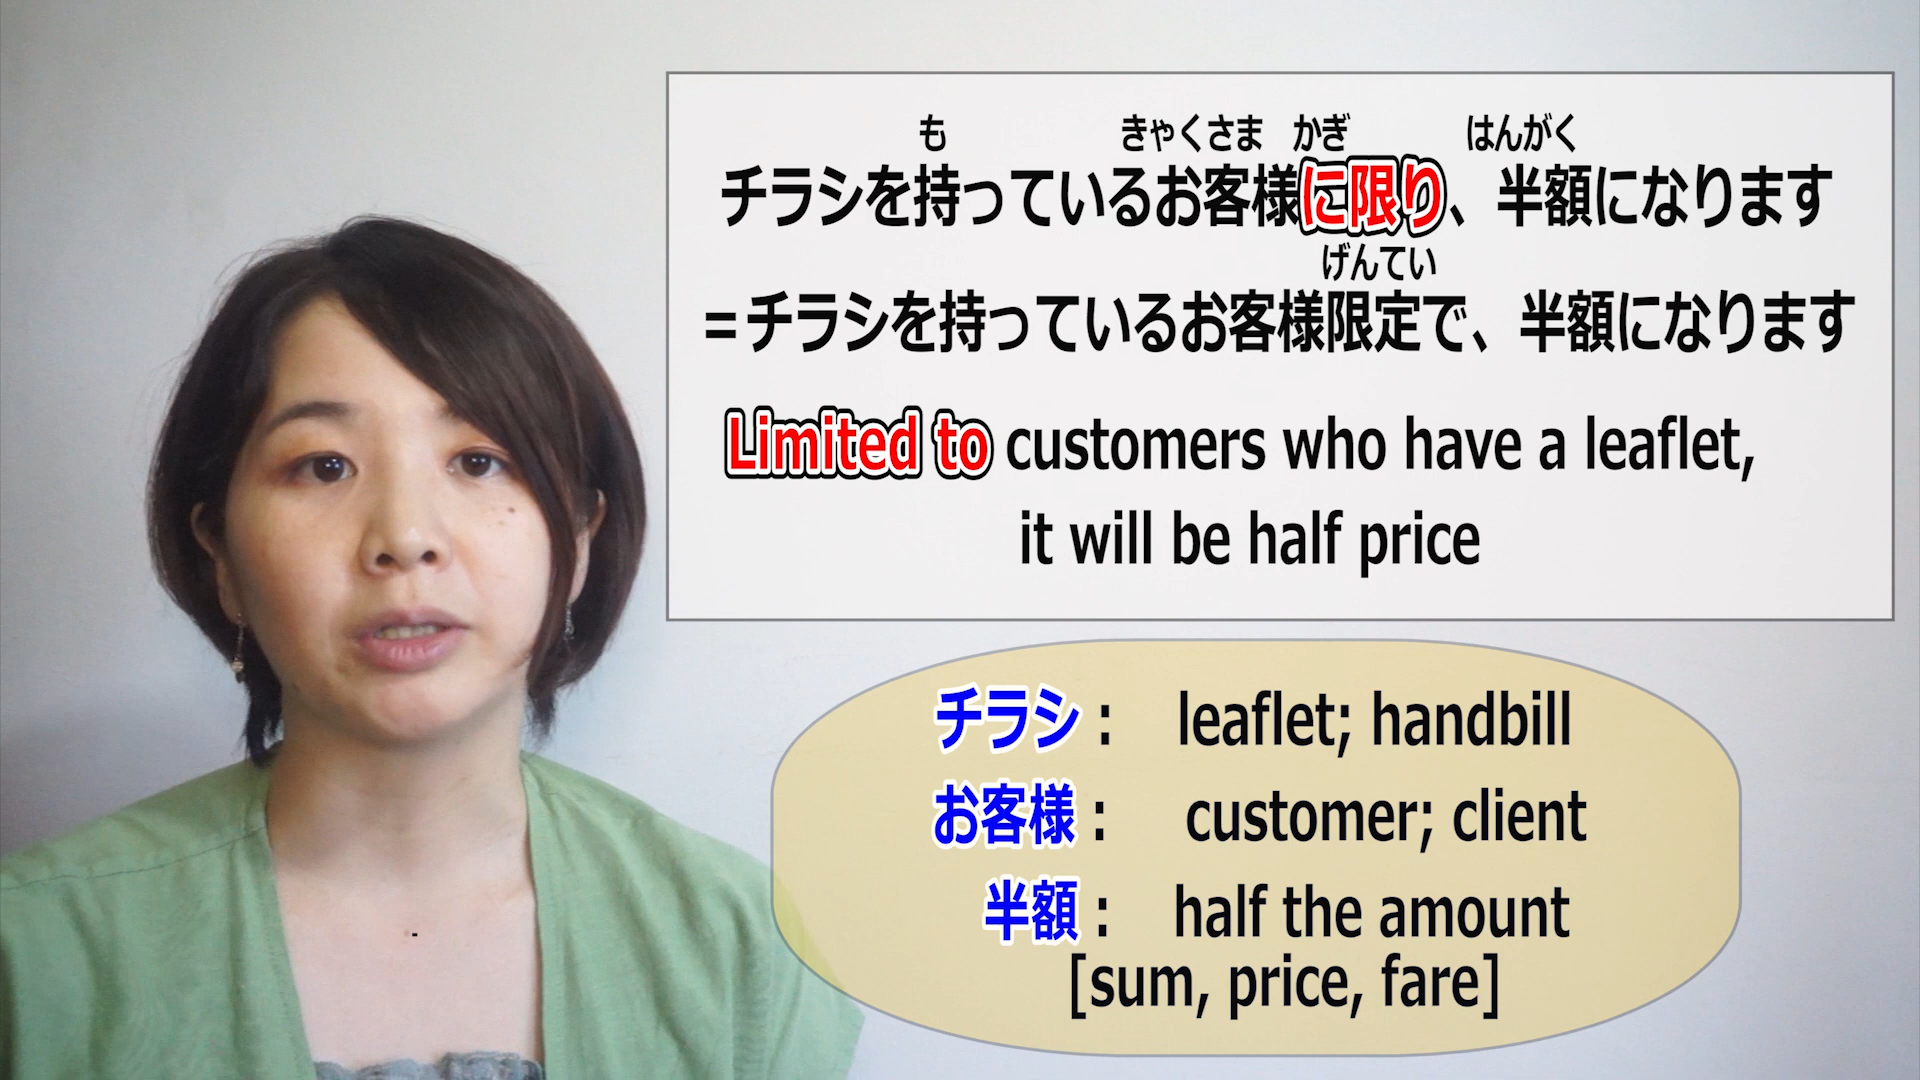 も きゃくさま かぎ はんがく
チラシを持っているお客様に限り、半額になります
げんてい
＝チラシを持っているお客様限定で、半額になります
Limited to customers who have a leaflet,
it will be half price
チラシ： leaflet; handbill
お客様： customer; client
半額： half the amount
[sum, price, fare]